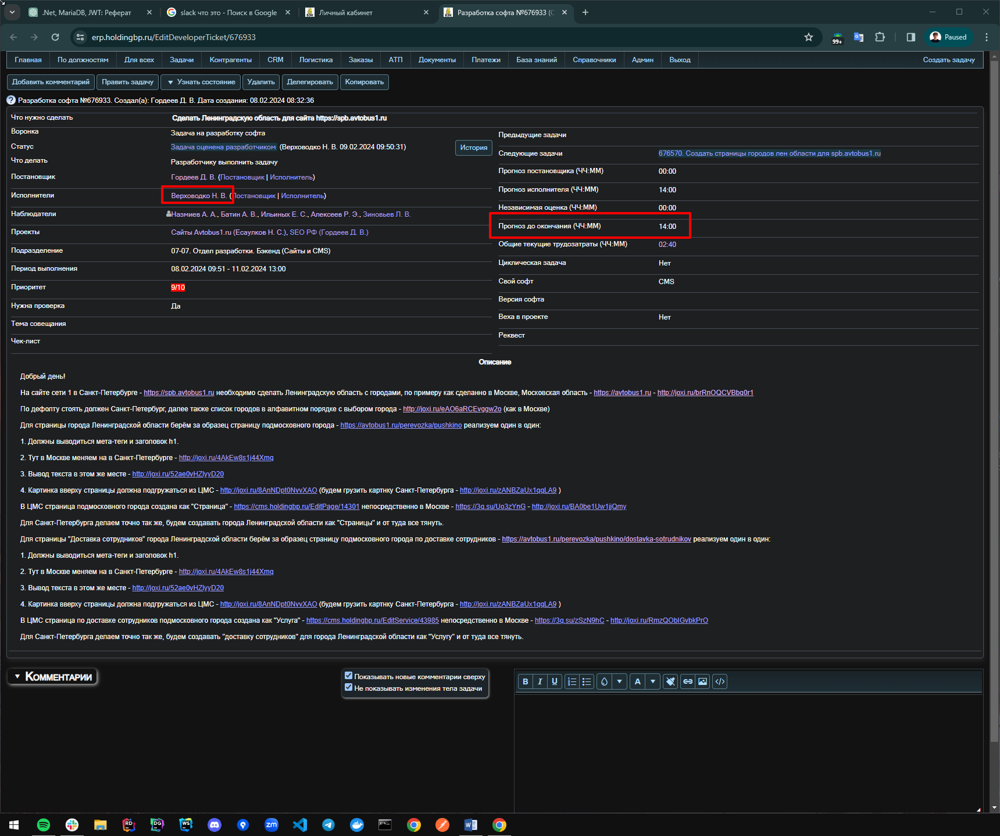 .Net, MariaDB, JWT: Реферат
slack что это - Поиск в Google
Личный кабинет
Разработка софта №676933 (С
erp.holdingbp.ru/EditDeveloperTicket/676933
99+
Paused
Главная По должностям Для всех Задачи Контрагенты CRM Логистика Заказы АТП Документы Платежи База знаний Справочники Админ Выход Создать задачу
Добавить комментарий Править задачу ▼ Узнать состояние Удалить Делегировать Копировать
? Разработка софта №676933. Создал(а): Гордеев Д. В. Дата создания: 08.02.2024 08:32:36
Что нужно сделать Сделать Ленинградскую область для сайта https://spb.avtobus1.ru
Воронка Задача на разработку софта
Статус Задача оценена разработчиком (Верховодко Н. В. 09.02.2024 09:50:31) История
Что делать Разработчику выполнить задачу
Постановщик Гордеев Д. В. (Постановщик | Исполнитель)
Исполнители Верховодко Н. В. (Постановщик | Исполнитель)
Наблюдатели Назмиев А. А., Батин А. В., Ильиных Е. С., Алексеев Р. Э., Зиновьев Л. В.
Проекты Сайты Avtobus1.ru (Есаулков Н. С.), SEO РФ (Гордеев Д. В.)
Подразделение 07-07. Отдел разработки. Бэкенд (Сайты и CMS)
Период выполнения 08.02.2024 09:51 - 11.02.2024 13:00
Приоритет 9/10
Нужна проверка Да
Тема совещания
Чек-лист
Предыдущие задачи
Следующие задачи 676570. Создать страницы городов лен области для spb.avtobus1.ru
Прогноз постановщика (ЧЧ:ММ) 00:00
Прогноз исполнителя (ЧЧ:ММ) 14:00
Независимая оценка (ЧЧ:ММ) 00:00
Прогноз до окончания (ЧЧ:ММ) 14:00
Общие текущие трудозатраты (ЧЧ:ММ) 02:40
Циклическая задача Нет
Свой софт CMS
Версия софта
Веха в проекте Нет
Реквест
Описание
Добрый день!
На сайте сети 1 в Санкт-Петербурге - https://spb.avtobus1.ru необходимо сделать Ленинградскую область с городами, по примеру как сделанно в Москве, Московская область - https://avtobus1.ru - http://joxi.ru/brRnOQCVBbq0r1
По дефолту стоять должен Санкт-Петербург, далее также список городов в алфавитном порядке с выбором города - http://joxi.ru/eAO6aRCEvggw2o (как в Москве)
Для страницы города Ленинградской области берём за образец страницу подмосковного города - https://avtobus1.ru/perevozka/pushkino реализуем один в один:
1. Должны выводиться мета-теги и заголовок h1.
2. Тут в Москве меняем на в Санкт-Петербурге - http://joxi.ru/4AkEw8s1j44Xmq
3. Вывод текста в этом же месте - http://joxi.ru/52ae0vHZlyyD20
4. Картинка вверху страницы должна подгружаться из ЦМС - http://joxi.ru/8AnNDpt0NvvXAO (будем грузить картнку Санкт-Петербурга - http://joxi.ru/zANBZaUx1qgLA9 )
В ЦМС страница подмосковного города создана как "Страница" - https://cms.holdingbp.ru/EditPage/14301 непосредственно в Москве - https://3q.su/Uo3zYnG - http://joxi.ru/BA0be1Uw1jjQmy
Для Санкт-Петербурга делаем точно так же, будем создавать города Ленинградской области как "Страницы" и от туда все тянуть.
Для страницы "Доставка сотрудников" города Ленинградской области берём за образец страницу подмосковного города по доставке сотрудников - https://avtobus1.ru/perevozka/pushkino/dostavka-sotrudnikov реализуем один в один:
1. Должны выводиться мета-теги и заголовок h1.
2. Тут в Москве меняем на в Санкт-Петербурге - http://joxi.ru/4AkEw8s1j44Xmq
3. Вывод текста в этом же месте - http://joxi.ru/52ae0vHZlyyD20
4. Картинка вверху страницы должна подгружаться из ЦМС - http://joxi.ru/8AnNDpt0NvvXAO (будем грузить картнку Санкт-Петербурга - http://joxi.ru/zANBZaUx1qgLA9 )
В ЦМС страница по доставке сотрудников подмосковного города создана как "Услуга" - https://cms.holdingbp.ru/EditService/43985 непосредственно в Москве - https://3q.su/zSzN9hC - http://joxi.ru/RmzQObIGvbkPrO
Для Санкт-Петербурга делаем точно так же, будем создавать "доставку сотрудников" для города Ленинградской области как "Услугу" и от туда все тянуть.
▼ Комментарии
Показывать новые комментарии сверху
Не показывать изменения тела задачи
B I U A </>
RD DG WS zm W